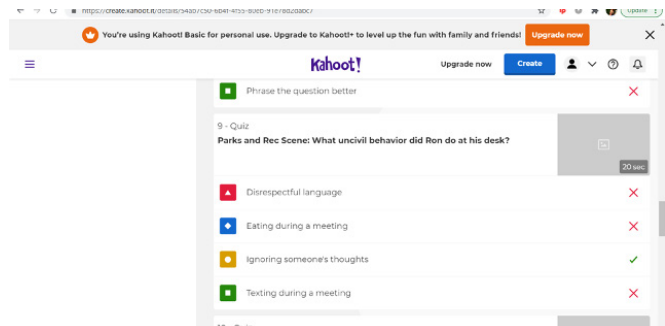 You're using Kahoot! Basic for personal use. Upgrade to Kahoot!+ to level up the fun with family and friends!
Upgrade now
Kahoot!
Upgrade now
Create
Phrase the question better
9 - Quiz
Parks and Rec Scene: What uncivil behavior did Ron do at his desk?
20 sec
Disrespectful language
Eating during a meeting
Ignoring someone's thoughts
Texting during a meeting